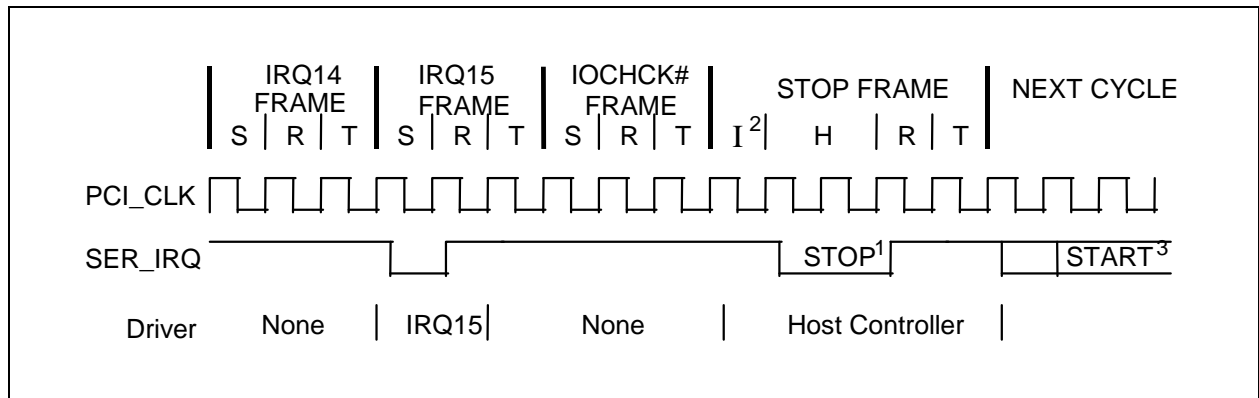 IRQ14 IRQ15 IOCHCK#
FRAME FRAME FRAME STOP FRAME NEXT CYCLE
S R T S R T S R T I2 H R T
PCI_CLK
SER_IRQ STOP1 START3
Driver None IRQ15 None Host Controller